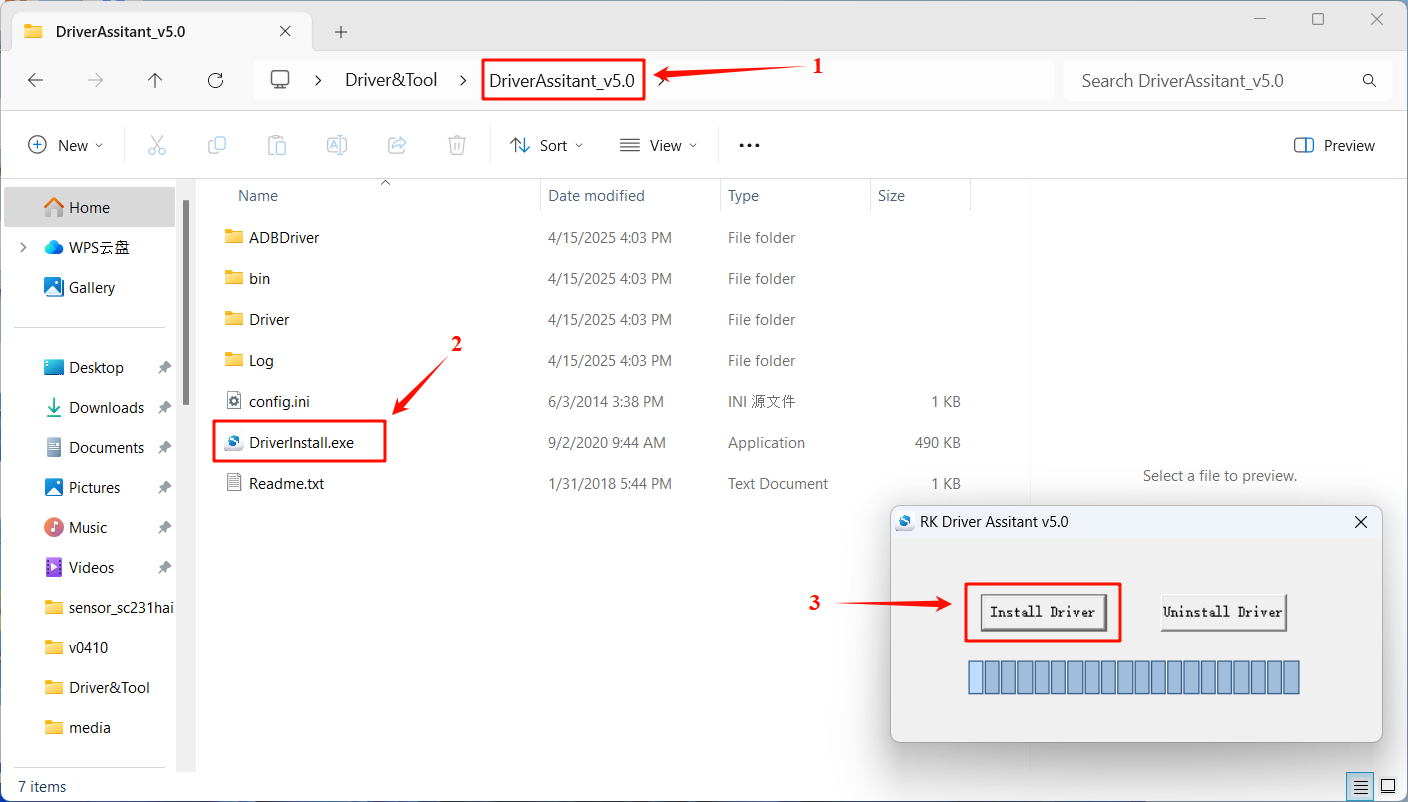 DriverAssitant_v5.0
Driver&Tool
DriverAssitant_v5.0
1
Search DriverAssitant_v5.0
New
Sort
View
Preview
Name
Date modified
Type
Size
Home
WPS云盘
Gallery
Desktop
Downloads
Documents
Pictures
Music
Videos
sensor_sc231hai
v0410
Driver&Tool
media
ADBDriver 4/15/2025 4:03 PM File folder
bin 4/15/2025 4:03 PM File folder
Driver 4/15/2025 4:03 PM File folder
2
Log 4/15/2025 4:03 PM File folder
config.ini 6/3/2014 3:38 PM INI 源文件 1 KB
DriverInstall.exe 9/2/2020 9:44 AM Application 490 KB
Readme.txt 1/31/2018 5:44 PM Text Document 1 KB
Select a file to preview.
RK Driver Assitant v5.0
3
Install Driver
Uninstall Driver
7 items